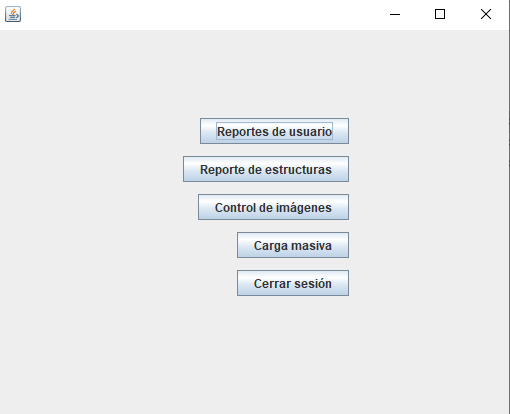 Reportes de usuario
Reporte de estructuras
Control de imágenes
Carga masiva
Cerrar sesión